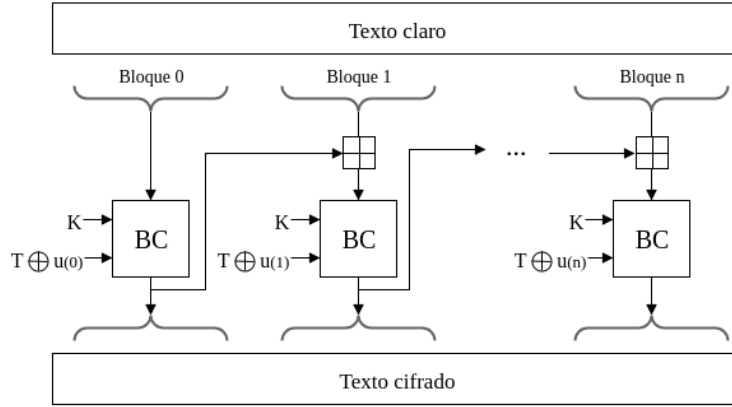 Texto claro
Bloque 0 Bloque 1 Bloque n
...
BC BC BC
K K K
T ⊕ u(0) T ⊕ u(1) T ⊕ u(n)
Texto cifrado